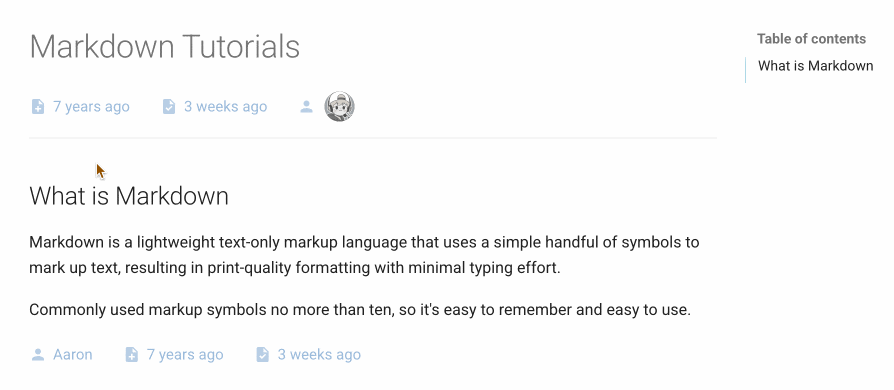 Markdown Tutorials
7 years ago 3 weeks ago
Table of contents
What is Markdown
What is Markdown
Markdown is a lightweight text-only markup language that uses a simple handful of symbols to
mark up text, resulting in print-quality formatting with minimal typing effort.
Commonly used markup symbols no more than ten, so it's easy to remember and easy to use.
Aaron 7 years ago 3 weeks ago